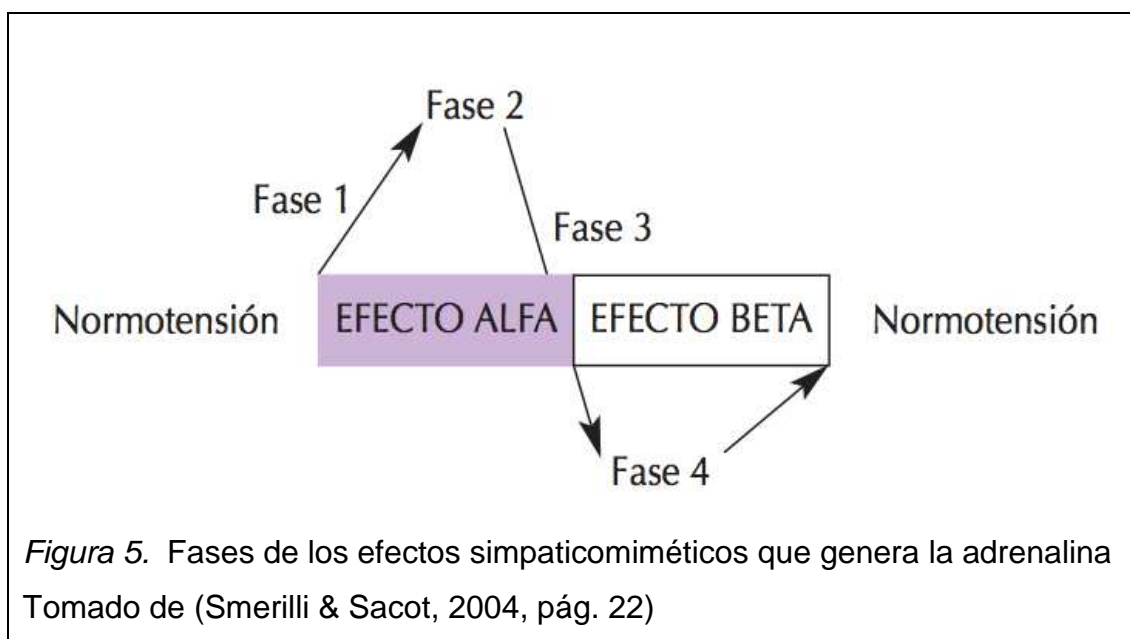 Fase 2
Fase 1
Fase 3
Normotensión EFECTO ALFA EFECTO BETA Normotensión
Fase 4
Figura 5. Fases de los efectos simpaticomiméticos que genera la adrenalina
Tomado de (Smerilli & Sacot, 2004, pág. 22)